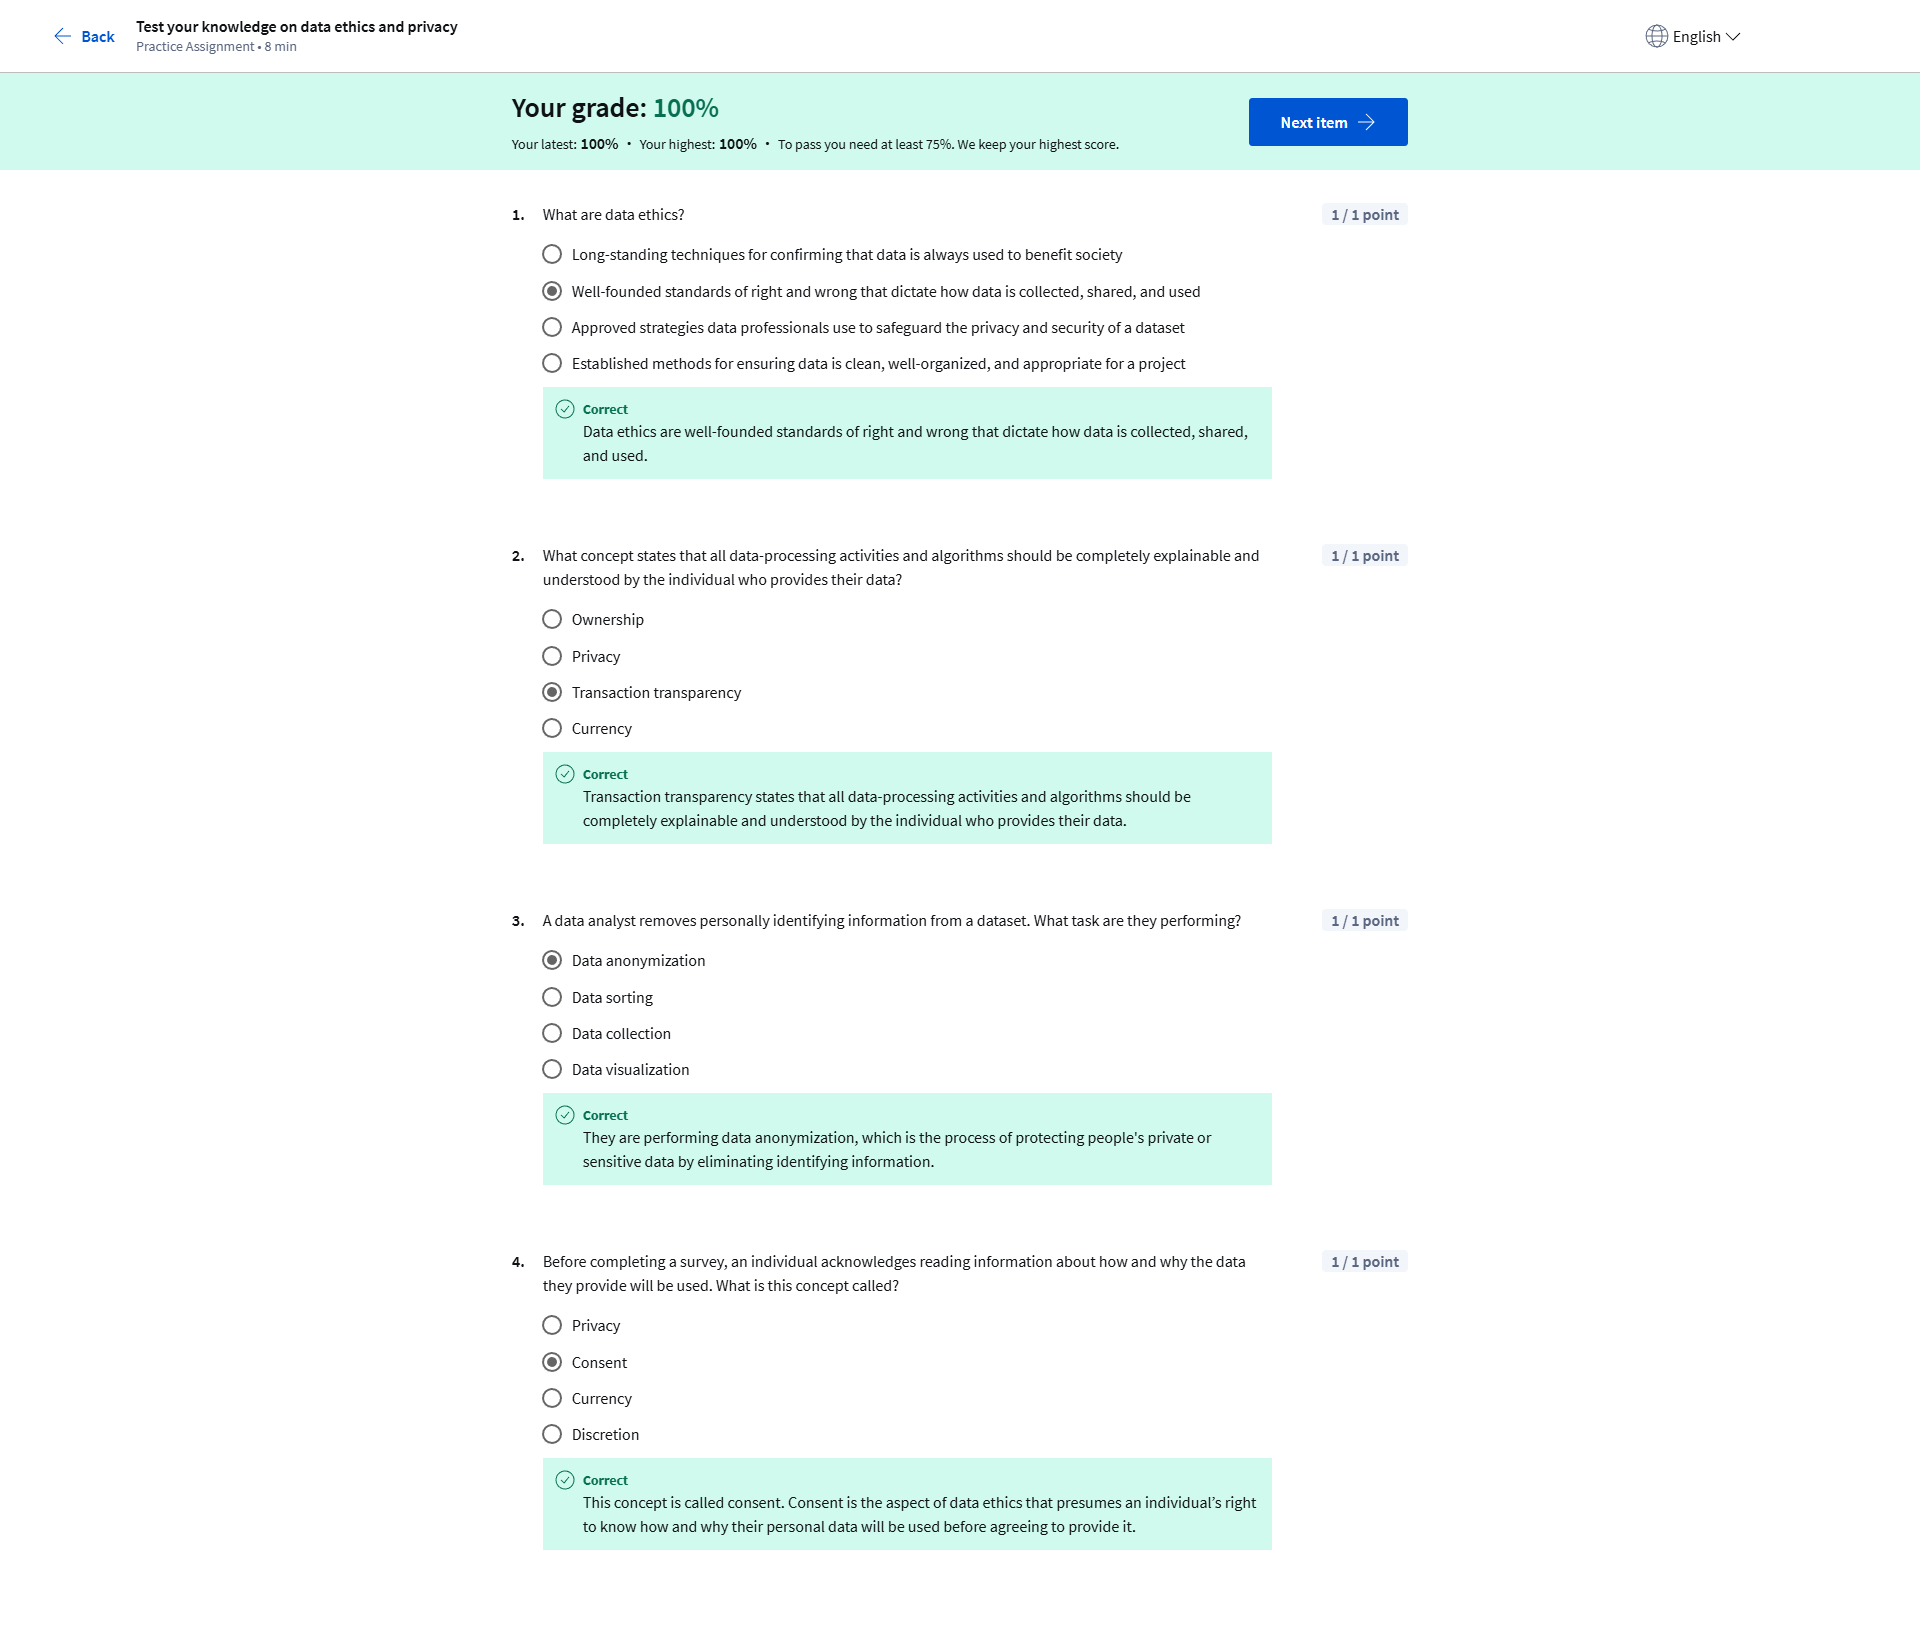 Back
Test your knowledge on data ethics and privacy
Practice Assignment • 8 min
English
Your grade: 100%
Your latest: 100% • Your highest: 100% • To pass you need at least 75%. We keep your highest score.
Next item
1. What are data ethics?
1 / 1 point
Long-standing techniques for confirming that data is always used to benefit society
Well-founded standards of right and wrong that dictate how data is collected, shared, and used
Approved strategies data professionals use to safeguard the privacy and security of a dataset
Established methods for ensuring data is clean, well-organized, and appropriate for a project
Correct
Data ethics are well-founded standards of right and wrong that dictate how data is collected, shared,
and used.
2. What concept states that all data-processing activities and algorithms should be completely explainable and
understood by the individual who provides their data?
1 / 1 point
Ownership
Privacy
Transaction transparency
Currency
Correct
Transaction transparency states that all data-processing activities and algorithms should be
completely explainable and understood by the individual who provides their data.
3. A data analyst removes personally identifying information from a dataset. What task are they performing?
1 / 1 point
Data anonymization
Data sorting
Data collection
Data visualization
Correct
They are performing data anonymization, which is the process of protecting people's private or
sensitive data by eliminating identifying information.
4. Before completing a survey, an individual acknowledges reading information about how and why the data
they provide will be used. What is this concept called?
1 / 1 point
Privacy
Consent
Currency
Discretion
Correct
This concept is called consent. Consent is the aspect of data ethics that presumes an individual’s right
to know how and why their personal data will be used before agreeing to provide it.